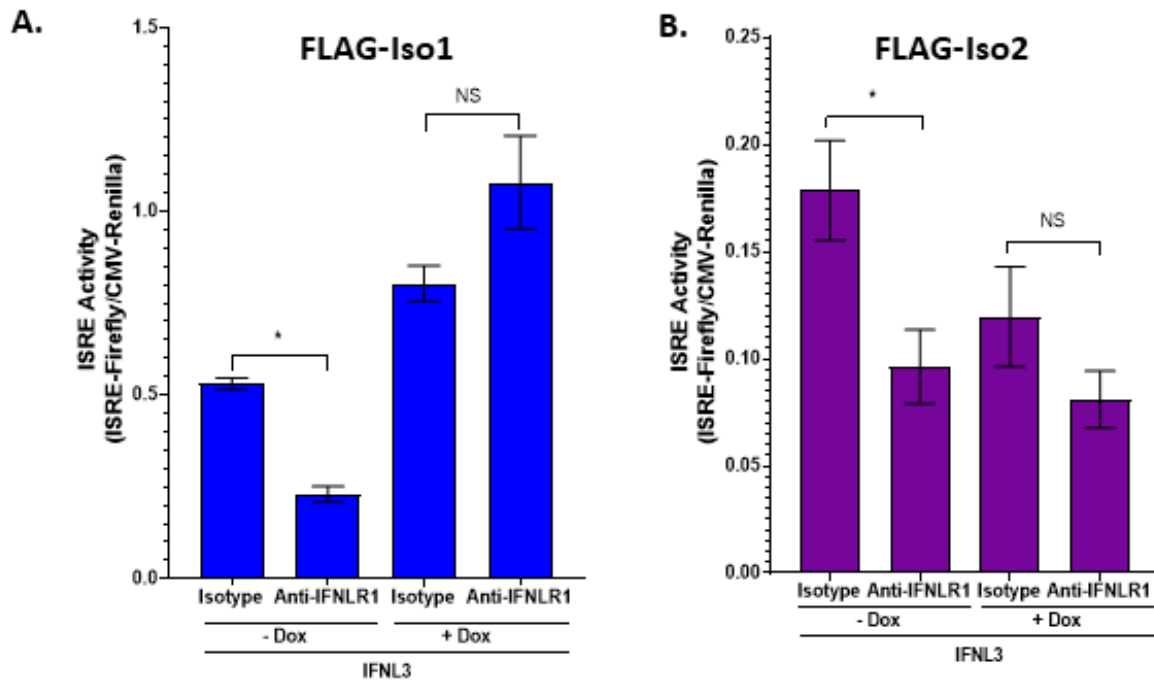 A.
FLAG-Iso1
ISRE Activity
(ISRE-Firefly/CMV-Renilla)
1.5
1.0
0.5
0.0
*
NS
Isotype Anti-IFNLR1 Isotype Anti-IFNLR1
- Dox + Dox
IFNL3
B.
FLAG-Iso2
ISRE Activity
(ISRE-Firefly/CMV-Renilla)
0.25
0.20
0.15
0.10
0.05
0.00
*
NS
Isotype Anti-IFNLR1 Isotype Anti-IFNLR1
- Dox + Dox
IFNL3